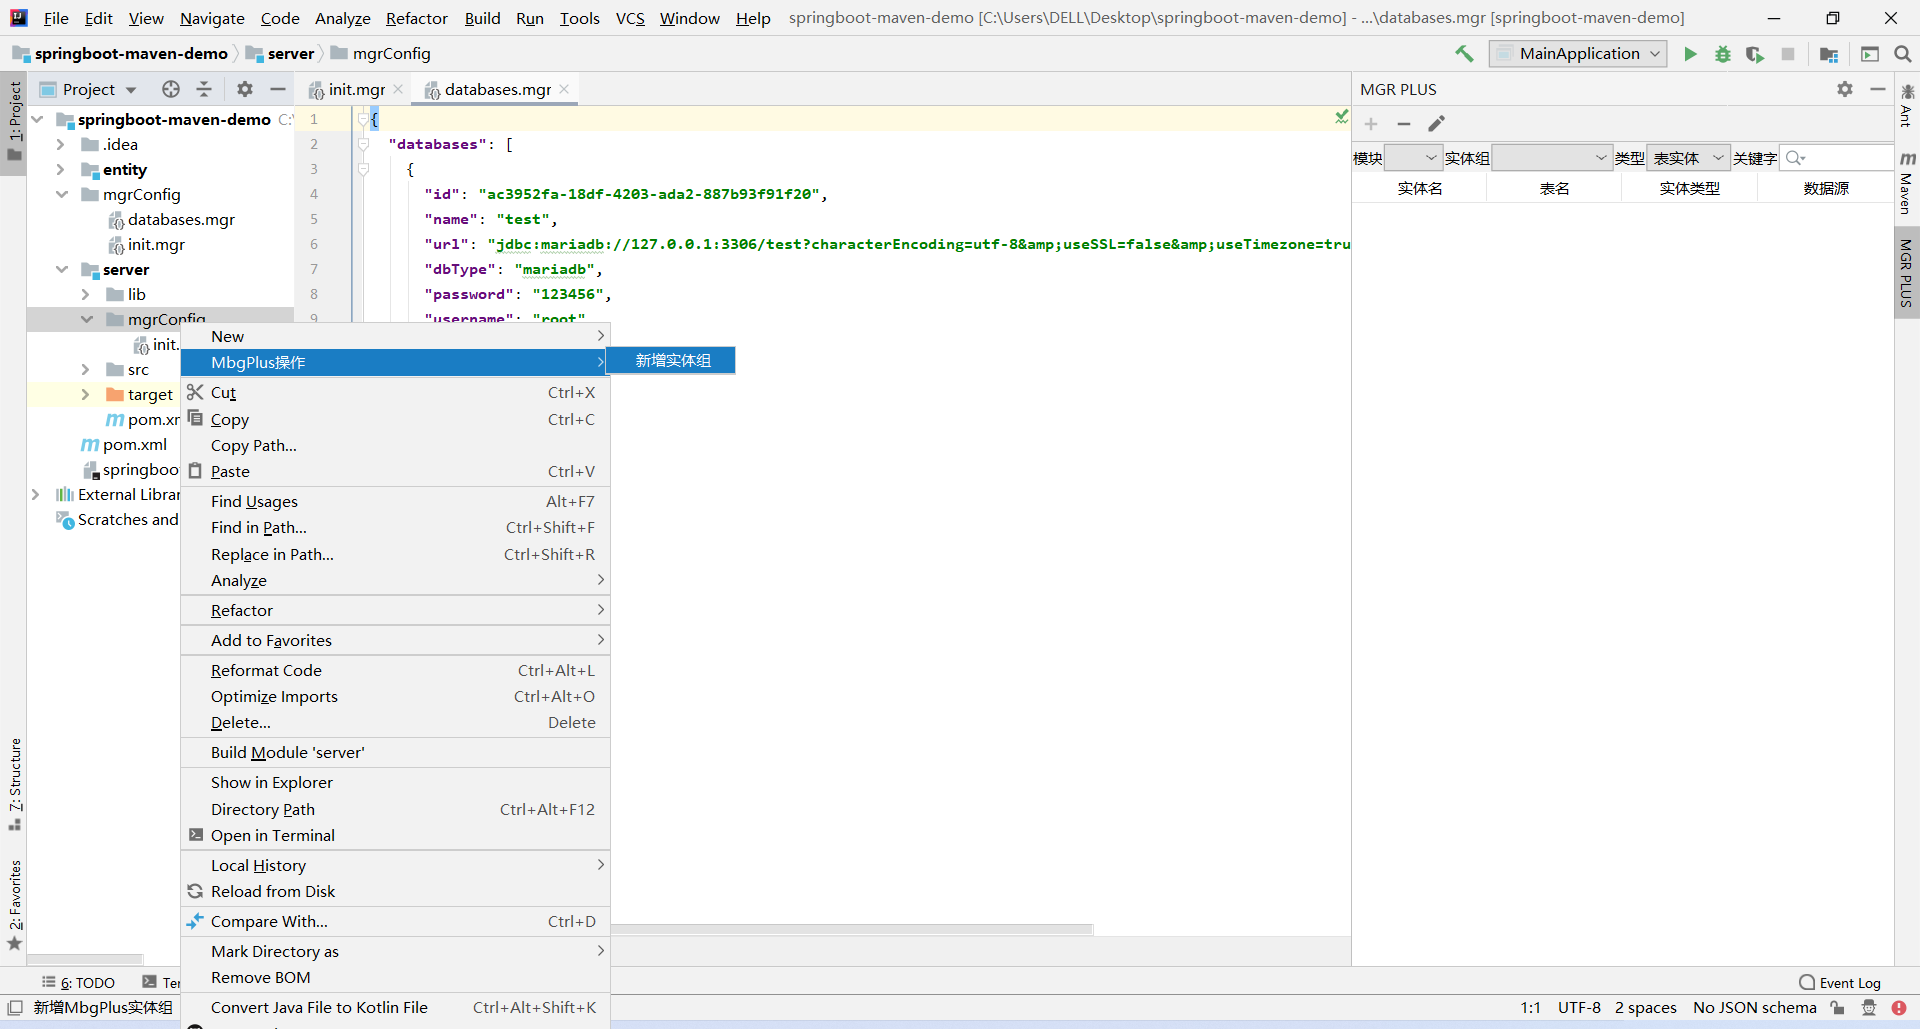 File Edit View Navigate Code Analyze Refactor Build Run Tools VCS Window Help springboot-maven-demo [C:\Users\DELL\Desktop\springboot-maven-demo] - ...\databases.mgr [springboot-maven-demo]
springboot-maven-demo server mgrConfig MainApplication
1: Project
7: Structure
2: Favorites
Project
springboot-maven-demo C:\
.idea
entity
mgrConfig
databases.mgr
init.mgr
server
lib
mgrConfig
init.
src
target
pom.xm
pom.xml
springboo
External Librar
Scratches and
init.mgr databases.mgr
1 {
2 "databases": [
3 {
4 "id": "ac3952fa-18df-4203-ada2-887b93f91f20",
5 "name": "test",
6 "url": "jdbc:mariadb://127.0.0.1:3306/test?characterEncoding=utf-8&amp;useSSL=false&amp;useTimezone=tru
7 "dbType": "mariadb",
8 "password": "123456",
9 "username": "root"
New
MbgPlus操作
新增实体组
Cut Ctrl+X
Copy Ctrl+C
Copy Path...
Paste Ctrl+V
Find Usages Alt+F7
Find in Path... Ctrl+Shift+F
Replace in Path... Ctrl+Shift+R
Analyze
Refactor
Add to Favorites
Reformat Code Ctrl+Alt+L
Optimize Imports Ctrl+Alt+O
Delete... Delete
Build Module 'server'
Show in Explorer
Directory Path Ctrl+Alt+F12
Open in Terminal
Local History
Reload from Disk
Compare With... Ctrl+D
Mark Directory as
Remove BOM
Convert Java File to Kotlin File Ctrl+Alt+Shift+K
MGR PLUS
模块 实体组 类型 表实体 关键字
实体名 表名 实体类型 数据源
Ant
Maven
MGR PLUS
6: TODO Ter Event Log
新增MbgPlus实体组 1:1 UTF-8 2 spaces No JSON schema